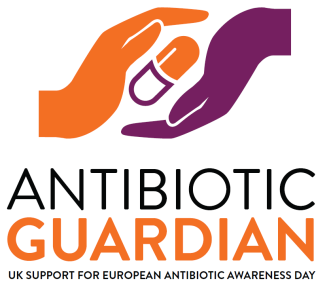 ANTIBIOTIC
GUARDIAN
UK SUPPORT FOR EUROPEAN ANTIBIOTIC AWARENESS DAY